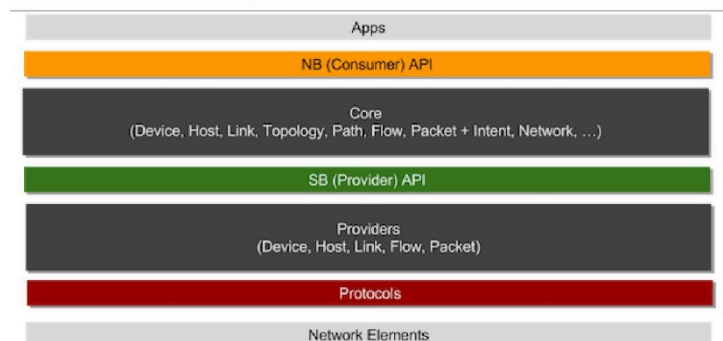 Apps
NB (Consumer) API
Core
(Device, Host, Link, Topology, Path, Flow, Packet + Intent, Network, ...)
SB (Provider) API
Providers
(Device, Host, Link, Flow, Packet)
Protocols
Network Elements